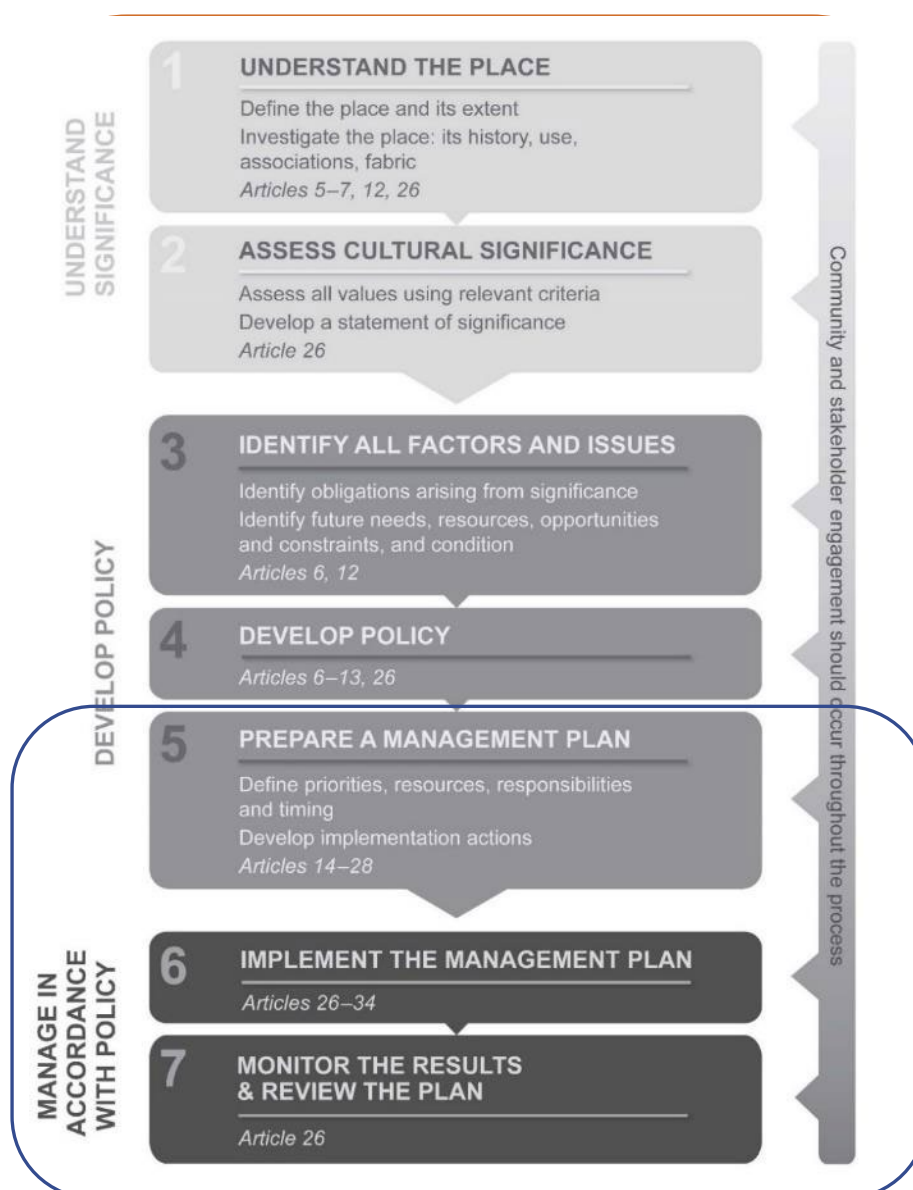 UNDERSTAND
SIGNIFICANCE
1
UNDERSTAND THE PLACE
Define the place and its extent
Investigate the place: its history, use,
associations, fabric
Articles 5–7, 12, 26
2
ASSESS CULTURAL SIGNIFICANCE
Assess all values using relevant criteria
Develop a statement of significance
Article 26
DEVELOP POLICY
3
IDENTIFY ALL FACTORS AND ISSUES
Identify obligations arising from significance
Identify future needs, resources, opportunities
and constraints, and condition
Articles 6, 12
4
DEVELOP POLICY
Articles 6–13, 26
5
PREPARE A MANAGEMENT PLAN
Define priorities, resources, responsibilities
and timing
Develop implementation actions
Articles 14–28
MANAGE IN
ACCORDANCE
WITH POLICY
6
IMPLEMENT THE MANAGEMENT PLAN
Articles 26–34
7
MONITOR THE RESULTS
& REVIEW THE PLAN
Article 26
Community and stakeholder engagement should occur throughout the process